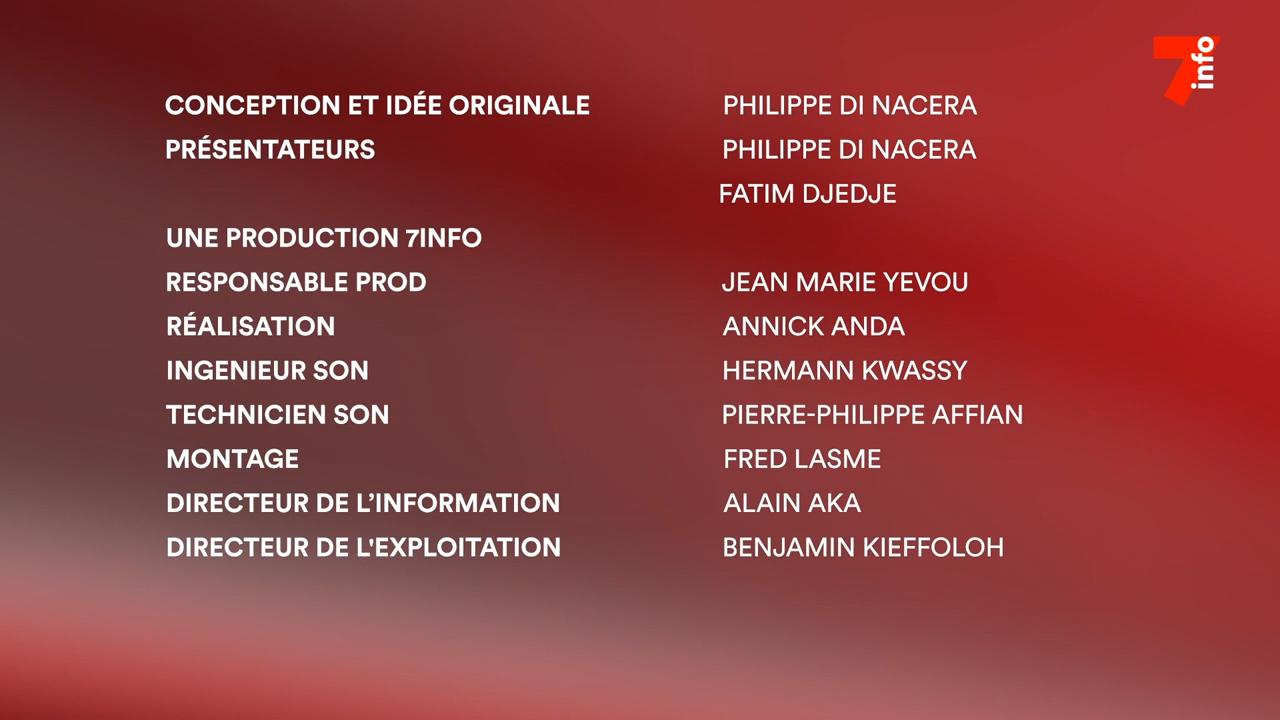 7info
CONCEPTION ET IDÉE ORIGINALE PHILIPPE DI NACERA
PRÉSENTATEURS PHILIPPE DI NACERA
FATIM DJEDJE
UNE PRODUCTION 7INFO
RESPONSABLE PROD JEAN MARIE YEVOU
RÉALISATION ANNICK ANDA
INGENIEUR SON HERMANN KWASSY
TECHNICIEN SON PIERRE-PHILIPPE AFFIAN
MONTAGE FRED LASME
DIRECTEUR DE L’INFORMATION ALAIN AKA
DIRECTEUR DE L'EXPLOITATION BENJAMIN KIEFFOLOH